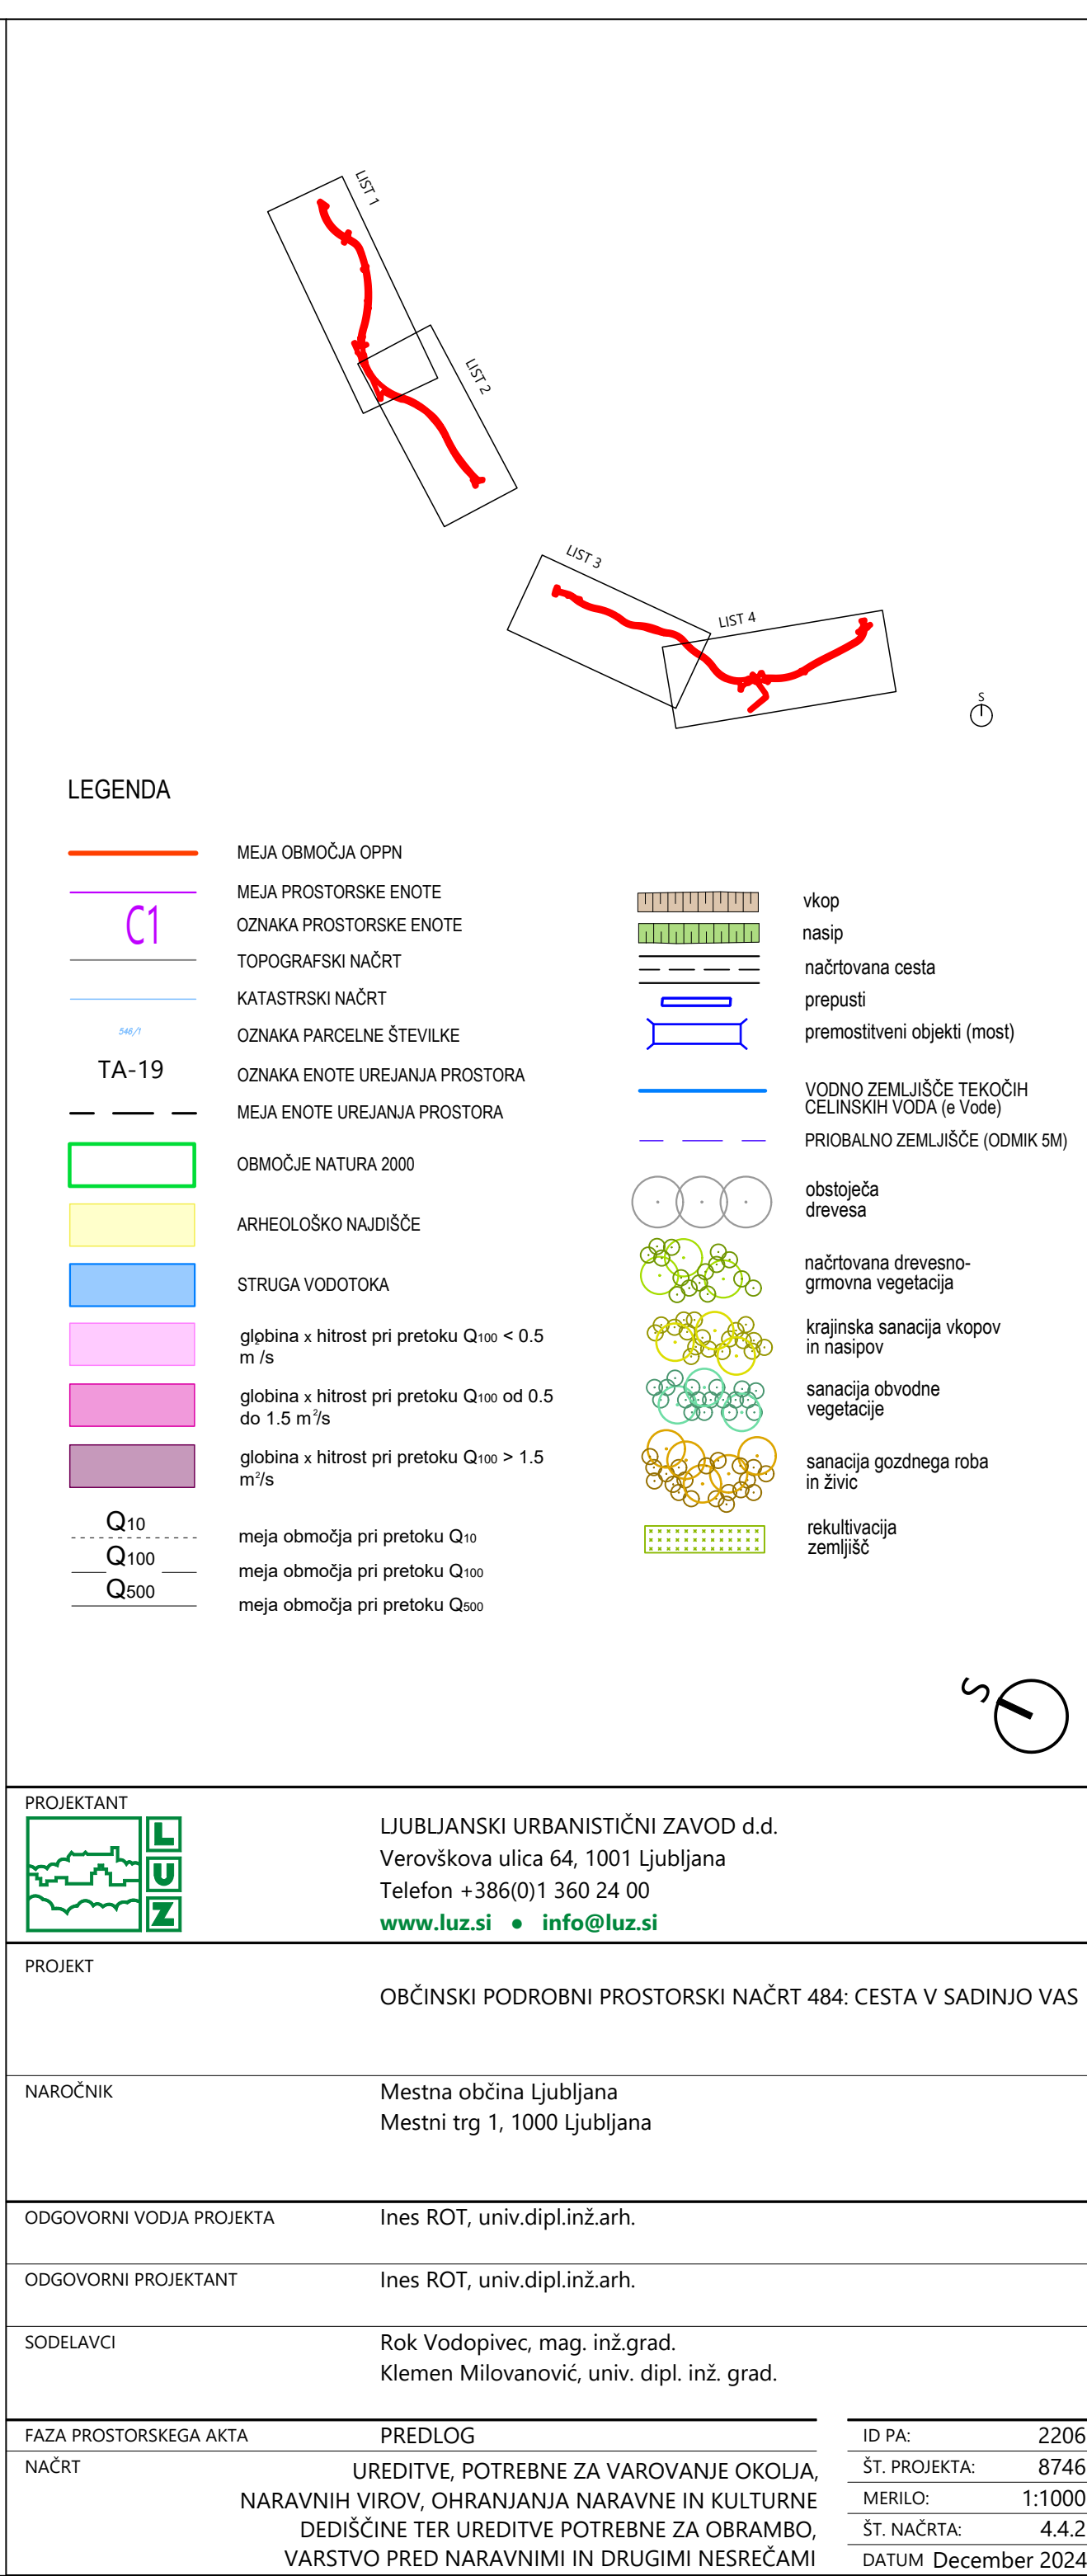 LIST 1
LIST 2
LIST 3
LIST 4
S
LEGENDA
MEJA OBMOČJA OPPN
MEJA PROSTORSKE ENOTE
C1
OZNAKA PROSTORSKE ENOTE
TOPOGRAFSKI NAČRT
KATASTRSKI NAČRT
546/1
OZNAKA PARCELNE ŠTEVILKE
TA-19
OZNAKA ENOTE UREJANJA PROSTORA
MEJA ENOTE UREJANJA PROSTORA
OBMOČJE NATURA 2000
ARHEOLOŠKO NAJDIŠČE
STRUGA VODOTOKA
globina x hitrost pri pretoku Q100 < 0.5
m²/s
globina x hitrost pri pretoku Q100 od 0.5
do 1.5 m²/s
globina x hitrost pri pretoku Q100 > 1.5
m²/s
Q10
meja območja pri pretoku Q10
Q100
meja območja pri pretoku Q100
Q500
meja območja pri pretoku Q500
vkop
nasip
načrtovana cesta
prepusti
premostitveni objekti (most)
VODNO ZEMLJIŠČE TEKOČIH
CELINSKIH VODA (e Vode)
PRIOBALNO ZEMLJIŠČE (ODMIK 5M)
obstoječa
drevesa
načrtovana drevesno-
grmovna vegetacija
krajinska sanacija vkopov
in nasipov
sanacija obvodne
vegetacije
sanacija gozdnega roba
in živic
rekultivacija
zemljišč
S
PROJEKTANT
L
U
Z
LJUBLJANSKI URBANISTIČNI ZAVOD d.d.
Verovškova ulica 64, 1001 Ljubljana
Telefon +386(0)1 360 24 00
www.luz.si • info@luz.si
PROJEKT
OBČINSKI PODROBNI PROSTORSKI NAČRT 484: CESTA V SADINJO VAS
NAROČNIK
Mestna občina Ljubljana
Mestni trg 1, 1000 Ljubljana
ODGOVORNI VODJA PROJEKTA
Ines ROT, univ.dipl.inž.arh.
ODGOVORNI PROJEKTANT
Ines ROT, univ.dipl.inž.arh.
SODELAVCI
Rok Vodopivec, mag. inž.grad.
Klemen Milovanović, univ. dipl. inž. grad.
FAZA PROSTORSKEGA AKTA
PREDLOG
NAČRT
UREDITVE, POTREBNE ZA VAROVANJE OKOLJA,
NARAVNIH VIROV, OHRANJANJA NARAVNE IN KULTURNE
DEDIŠČINE TER UREDITVE POTREBNE ZA OBRAMBO,
VARSTVO PRED NARAVNIMI IN DRUGIMI NESREČAMI
ID PA: 2206
ŠT. PROJEKTA: 8746
MERILO: 1:1000
ŠT. NAČRTA: 4.4.2
DATUM December 2024